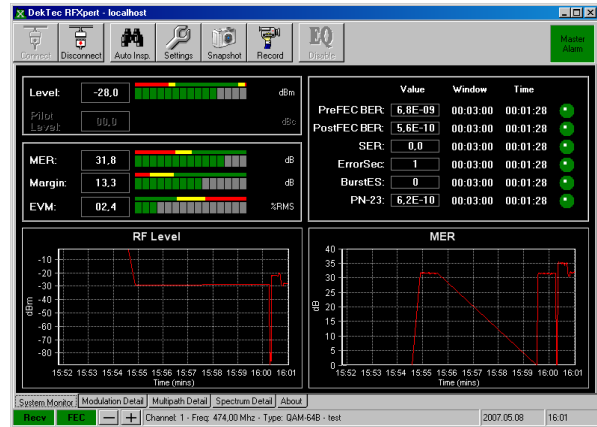 DekTec RFXpert - localhost
Connect Disconnect Auto Insp. Settings Snapshot Record Disable
EQ
Master Alarm
Level: -28,0 dBm
Pilot Level: 00,0 dBc
MER: 31,8 dB
Margin: 13,3 dB
EVM: 02,4 %RMS
Value Window Time
PreFEC BER: 6,8E-09 00:03:00 00:01:28
PostFEC BER: 5,6E-10 00:03:00 00:01:28
SER: 0,0 00:03:00 00:01:28
ErrorSec: 1 00:03:00 00:01:28
BurstES: 0 00:03:00 00:01:28
PN-23: 6,2E-10 00:03:00 00:01:28
RF Level
dBm
-10
-20
-30
-40
-50
-60
-70
-80
15:52 15:53 15:54 15:55 15:56 15:57 15:58 15:59 16:00 16:01
Time (mins)
MER
dB
40
35
30
25
20
15
10
5
0
15:52 15:53 15:54 15:55 15:56 15:57 15:58 15:59 16:00 16:01
Time (mins)
System Monitor Modulation Detail Multipath Detail Spectrum Detail About
Recv FEC Channel: 1 - Freq: 474,00 Mhz - Type: QAM-64B - test 2007.05.08 16:01